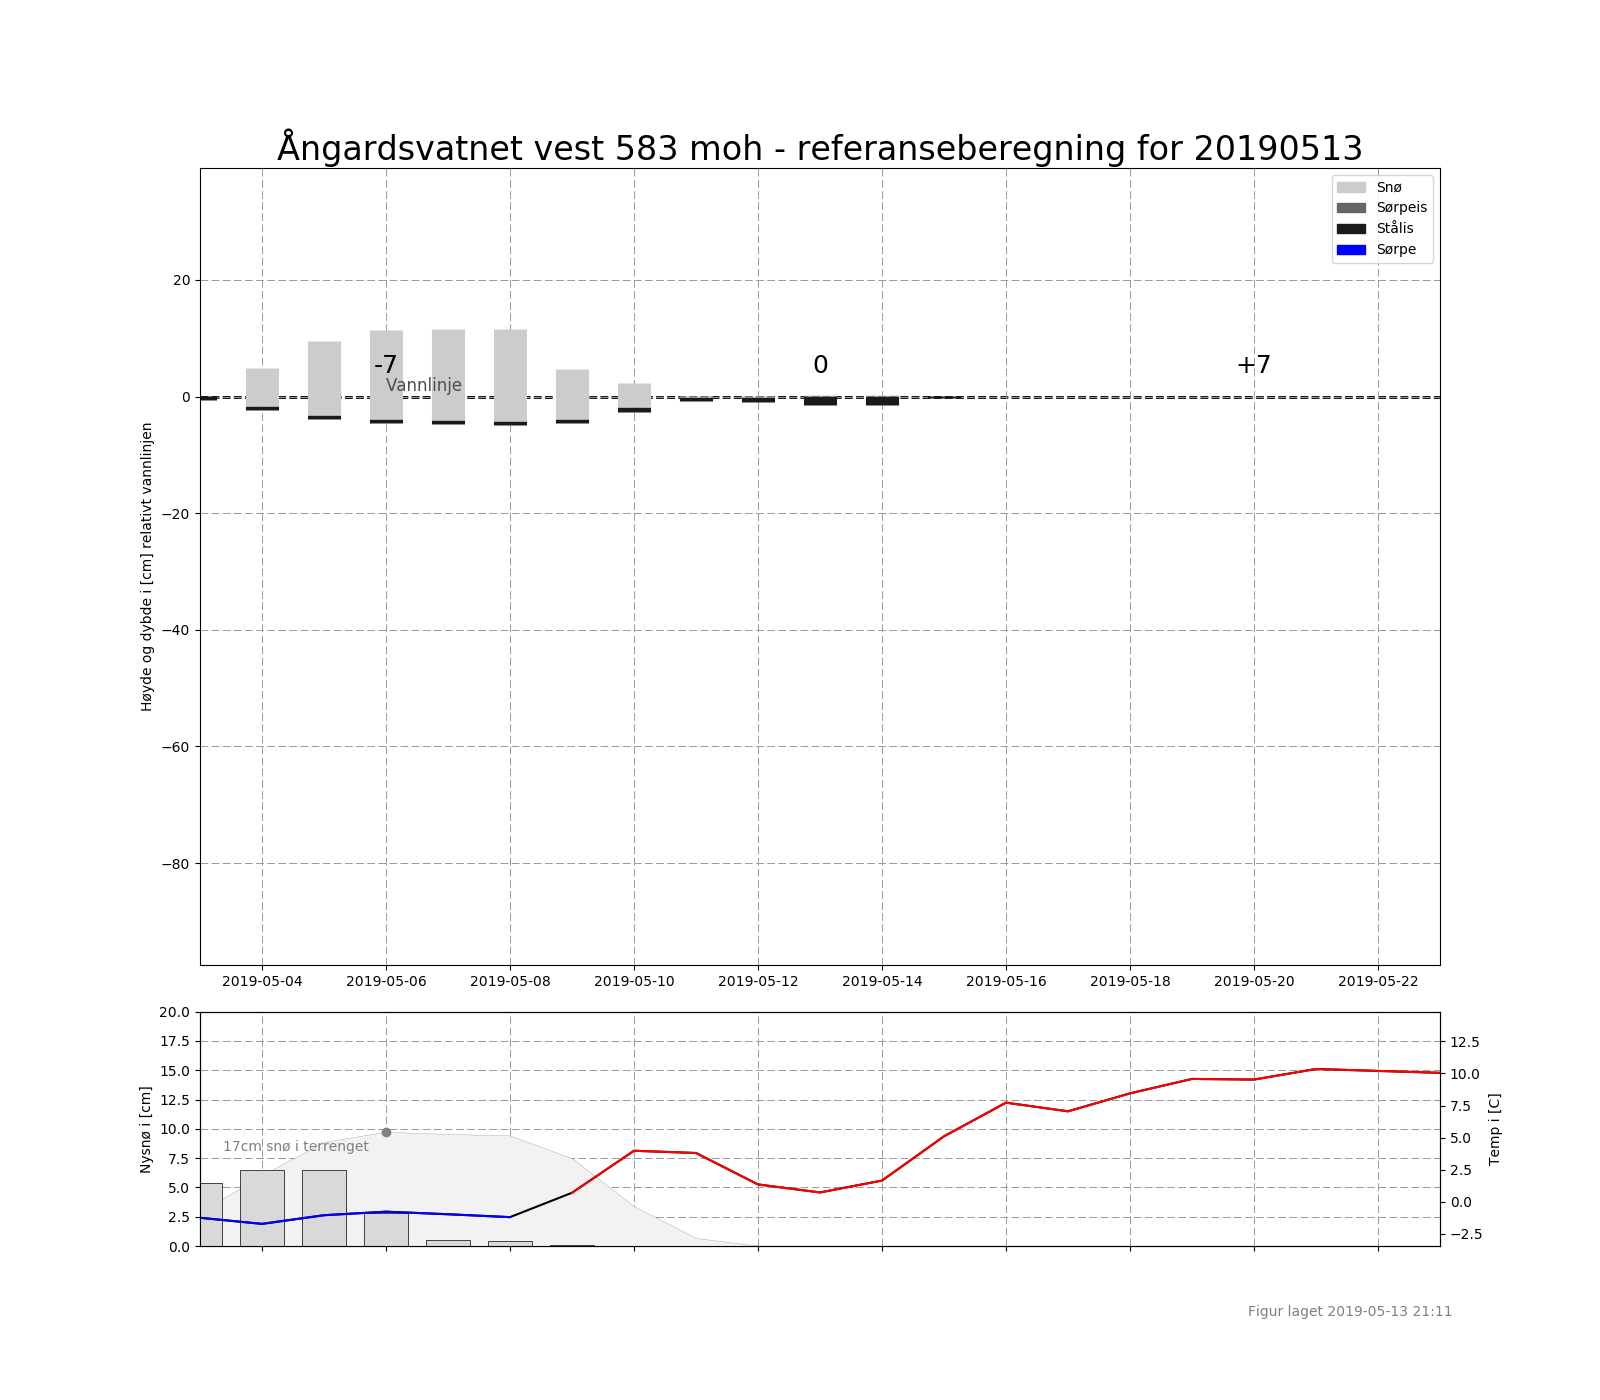 Ångardsvatnet vest 583 moh - referanseberegning for 20190513
Snø
Sørpeis
Stålis
Sørpe
Høyde og dybde i [cm] relativt vannlinjen
20
0
−20
−40
−60
−80
-7
0
+7
Vannlinje
2019-05-04 2019-05-06 2019-05-08 2019-05-10 2019-05-12 2019-05-14 2019-05-16 2019-05-18 2019-05-20 2019-05-22
Nysnø i [cm]
20.0
17.5
15.0
12.5
10.0
7.5
5.0
2.5
0.0
17cm snø i terrenget
12.5
10.0
7.5
5.0
2.5
0.0
−2.5
Temp i [C]
Figur laget 2019-05-13 21:11